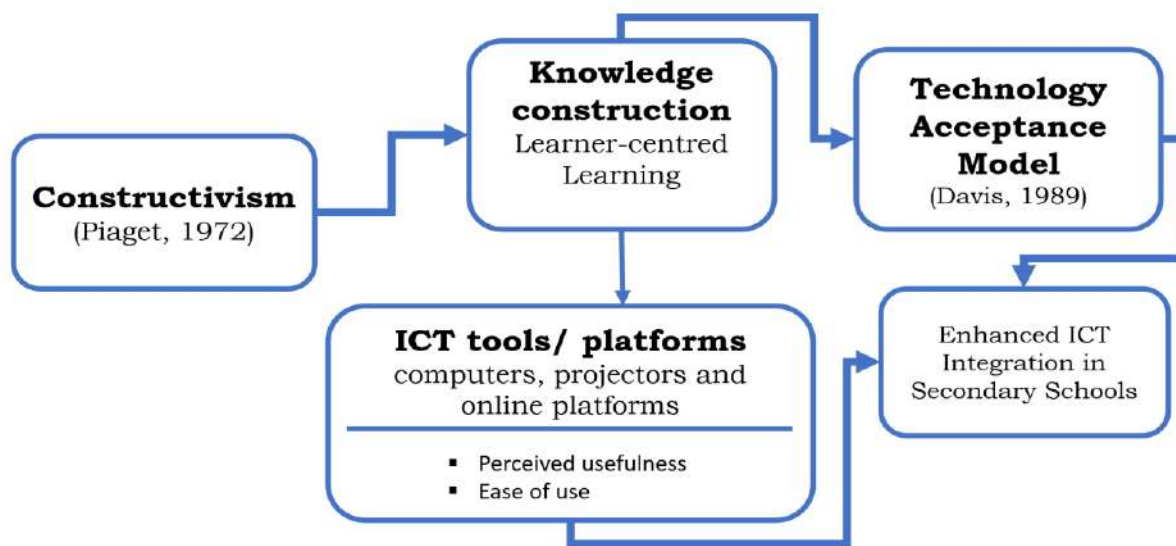 Constructivism
(Piaget, 1972)
Knowledge
construction
Learner-centred
Learning
Technology
Acceptance
Model
(Davis, 1989)
ICT tools/ platforms
computers, projectors and
online platforms
▪ Perceived usefulness
▪ Ease of use
Enhanced ICT
Integration in
Secondary Schools